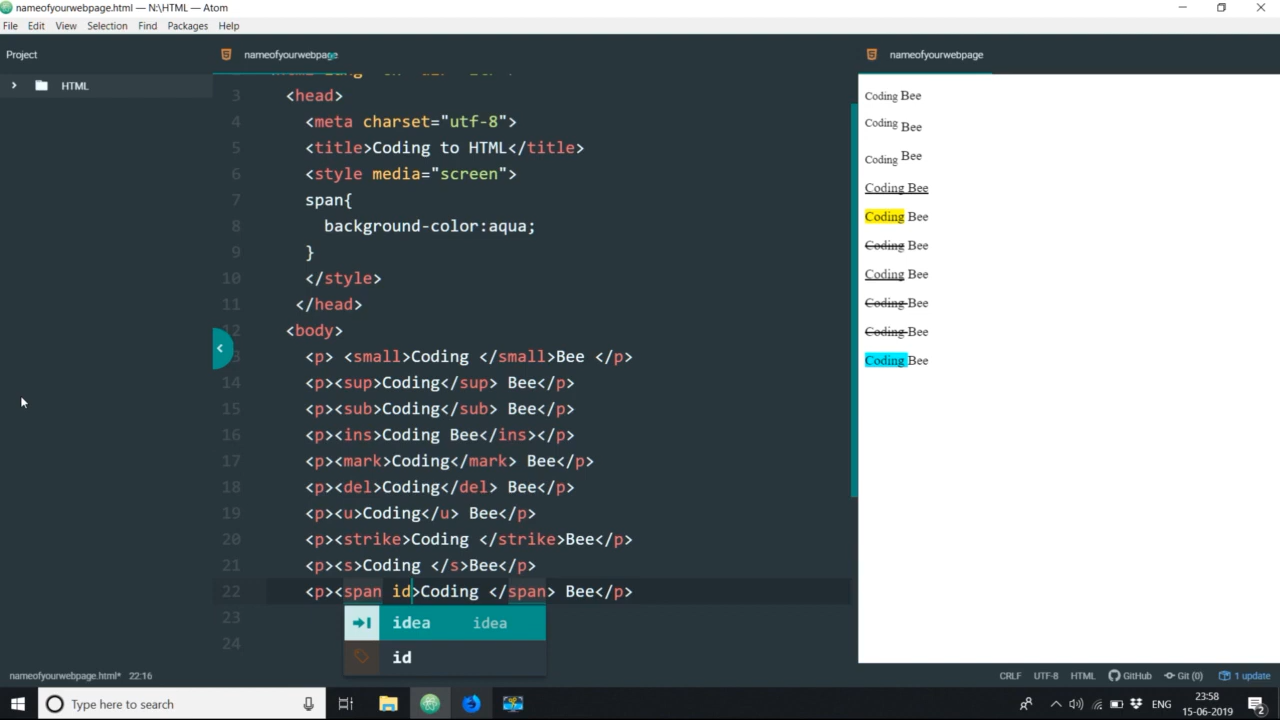 nameofyourwebpage.html — N:\HTML — Atom
File Edit View Selection Find Packages Help
Project
HTML
nameofyourwebpage
3 <head>
4 <meta charset="utf-8">
5 <title>Coding to HTML</title>
6 <style media="screen">
7 span{
8 background-color:aqua;
9 }
10 </style>
11 </head>
12 <body>
13 <p> <small>Coding </small>Bee </p>
14 <p><sup>Coding</sup> Bee</p>
15 <p><sub>Coding</sub> Bee</p>
16 <p><ins>Coding Bee</ins></p>
17 <p><mark>Coding</mark> Bee</p>
18 <p><del>Coding</del> Bee</p>
19 <p><u>Coding</u> Bee</p>
20 <p><strike>Coding </strike>Bee</p>
21 <p><s>Coding </s>Bee</p>
22 <p><span id>Coding </span> Bee</p>
23
24
idea idea
id
nameofyourwebpage
Coding Bee
Coding Bee
Coding Bee
Coding Bee
Coding Bee
Coding Bee
Coding Bee
Coding Bee
Coding Bee
Coding Bee
nameofyourwebpage.html* 22:16
CRLF UTF-8 HTML GitHub Git (0) 1 update
Type here to search
ENG
23:58
15-06-2019
2